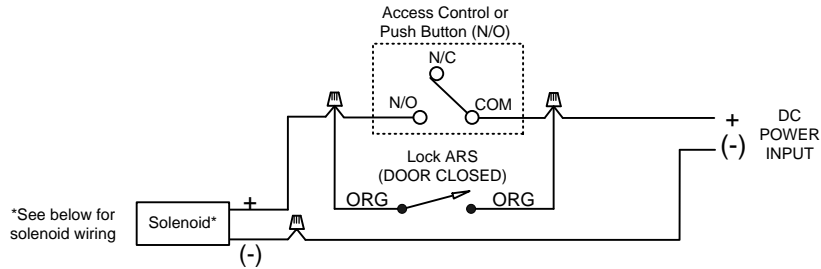 Access Control or
Push Button (N/O)
N/C
N/O
COM
+
DC
POWER
INPUT
(-)
Lock ARS
(DOOR CLOSED)
ORG
ORG
*See below for
solenoid wiring
Solenoid*
+
(-)